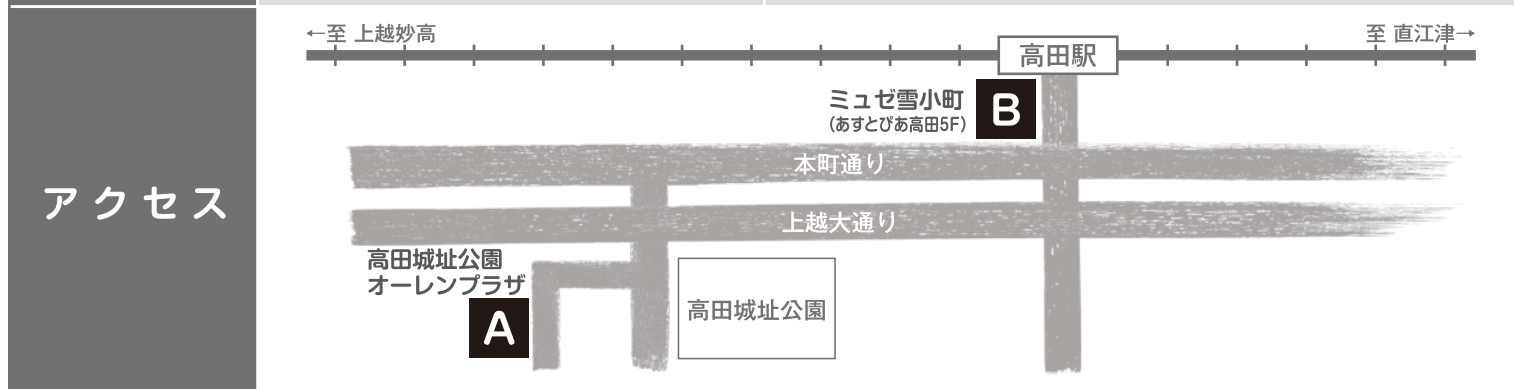 アクセス
←至 上越妙高
至 直江津→
高田駅
ミュゼ雪小町
(あすとぴあ高田5F)
B
本町通り
上越大通り
高田城址公園
オーレンプラザ
A
高田城址公園